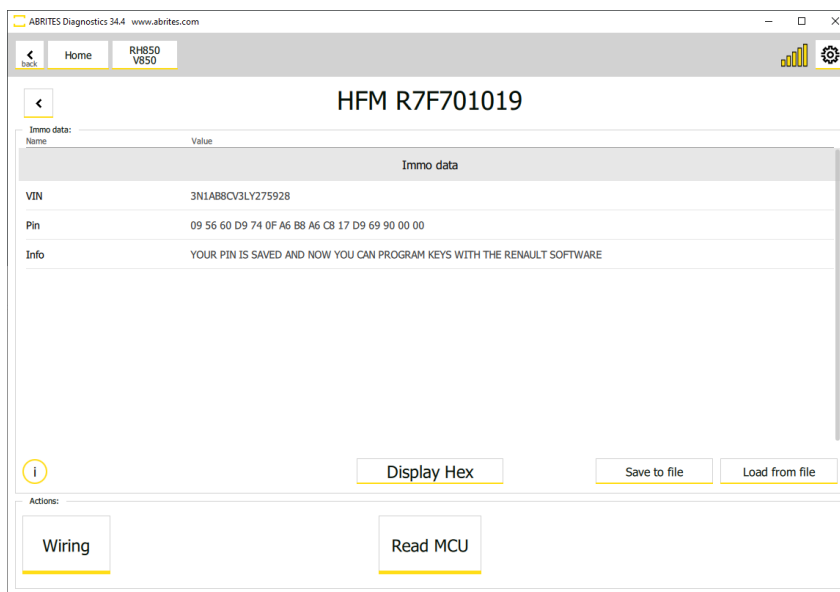 ABRITES Diagnostics 34.4 www.abrites.com
back
Home
RH850
V850
HFM R7F701019
Immo data:
Name Value
Immo data
VIN 3N1AB8CV3LY275928
Pin 09 56 60 D9 74 0F A6 B8 A6 C8 17 D9 69 90 00 00
Info YOUR PIN IS SAVED AND NOW YOU CAN PROGRAM KEYS WITH THE RENAULT SOFTWARE
i
Display Hex
Save to file
Load from file
Actions:
Wiring
Read MCU